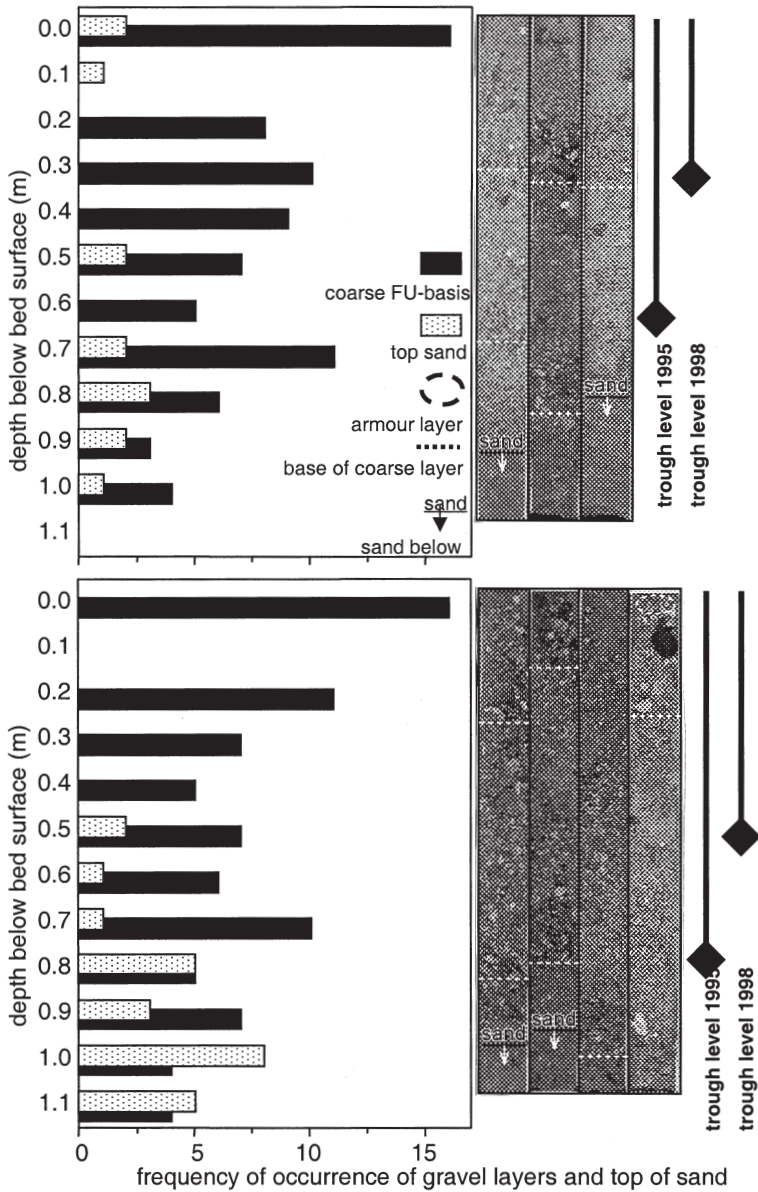 depth below bed surface (m)
0.0
0.1
0.2
0.3
0.4
0.5
0.6
0.7
0.8
0.9
1.0
1.1
coarse FU-basis
top sand
armour layer
base of coarse layer
sand
sand below
sand
sand
trough level 1995
trough level 1998
depth below bed surface (m)
0.0
0.1
0.2
0.3
0.4
0.5
0.6
0.7
0.8
0.9
1.0
1.1
sand
sand
trough level 1995
trough level 1998
0 5 10 15
frequency of occurrence of gravel layers and top of sand